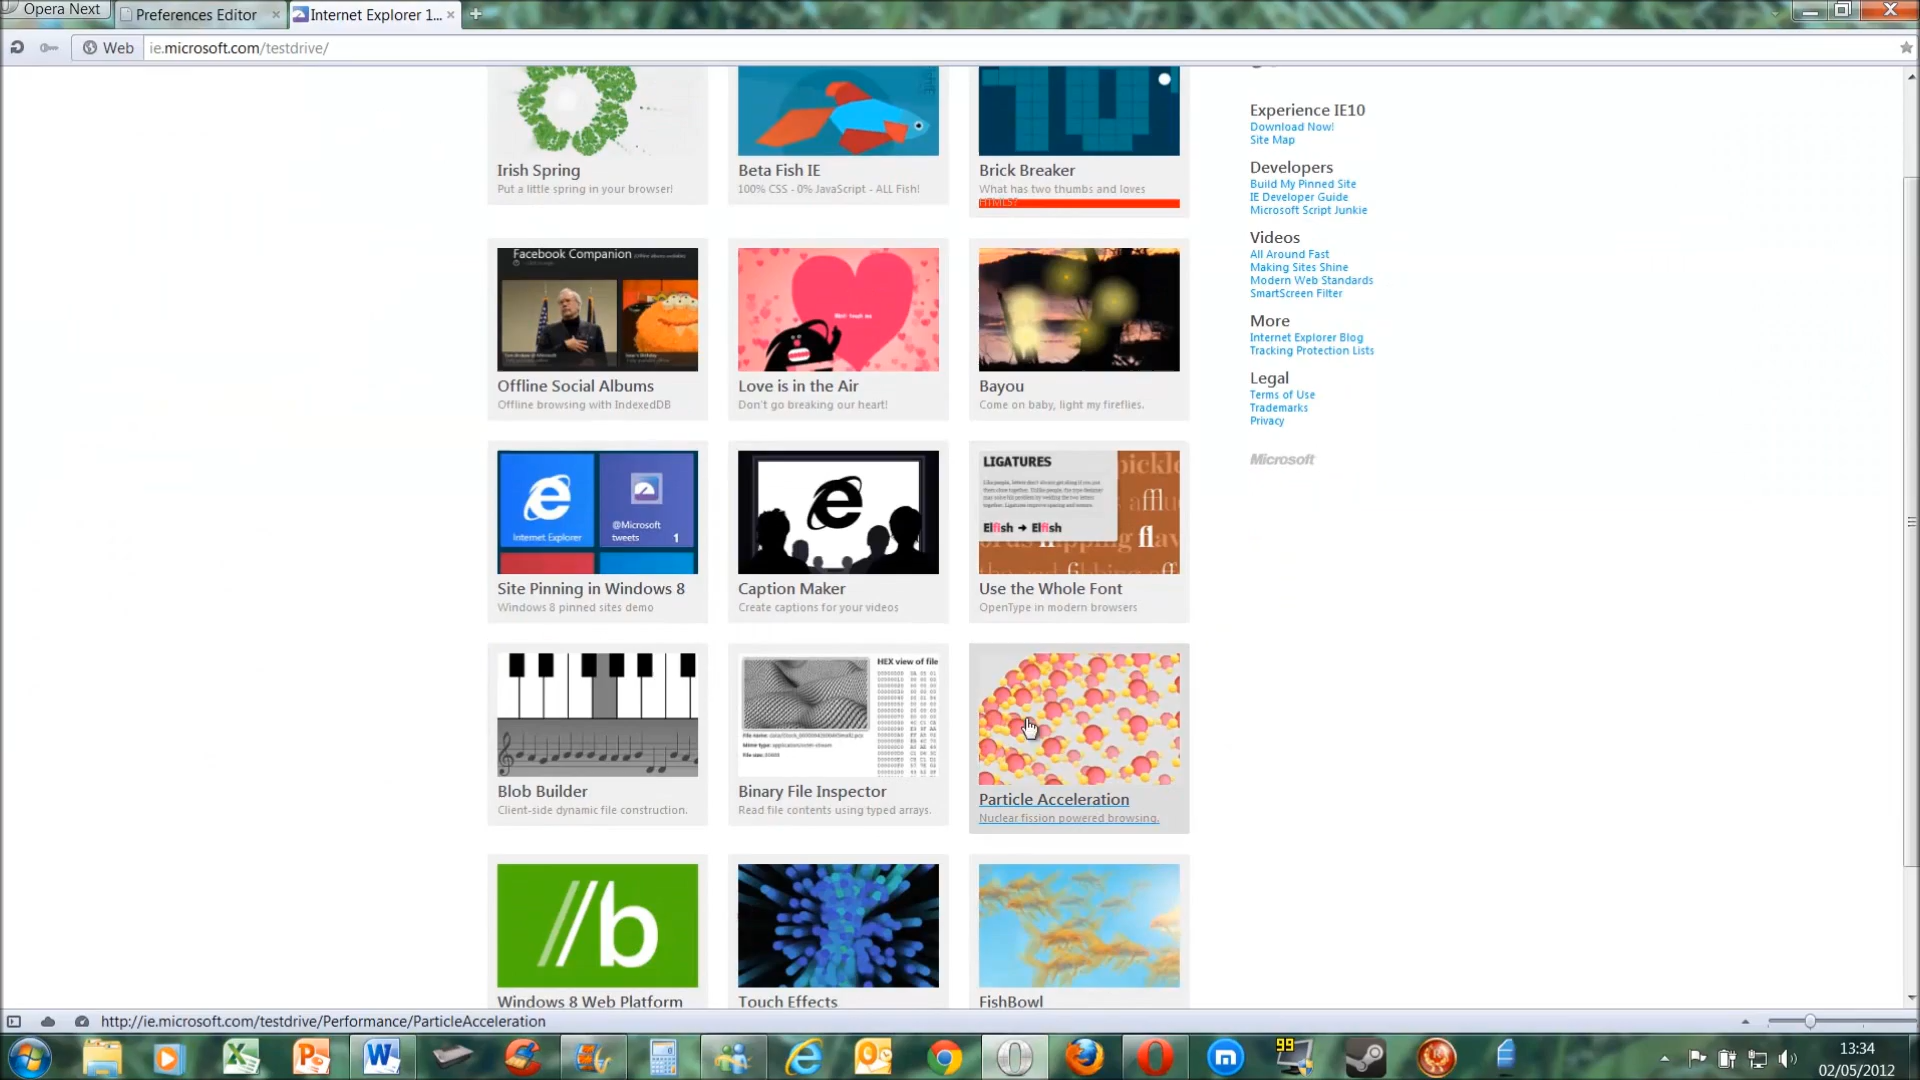 Opera Next
Preferences Editor
Internet Explorer 1...
Web
ie.microsoft.com/testdrive/
Irish Spring
Put a little spring in your browser!
Beta Fish IE
100% CSS - 0% JavaScript - ALL Fish!
Brick Breaker
What has two thumbs and loves
HTML5?
Experience IE10
Download Now!
Site Map
Developers
Build My Pinned Site
IE Developer Guide
Microsoft Script Junkie
Videos
All Around Fast
Making Sites Shine
Modern Web Standards
SmartScreen Filter
More
Internet Explorer Blog
Tracking Protection Lists
Legal
Terms of Use
Trademarks
Privacy
Microsoft
Facebook Companion
Offline Social Albums
Offline browsing with IndexedDB
Love is in the Air
Don't go breaking our heart!
Bayou
Come on baby, light my fireflies.
Internet Explorer
@Microsoft
tweets 1
Site Pinning in Windows 8
Windows 8 pinned sites demo
Caption Maker
Create captions for your videos
LIGATURES
Elfish → Elfish
Use the Whole Font
OpenType in modern browsers
Blob Builder
Client-side dynamic file construction.
HEX view of file
Binary File Inspector
Read file contents using typed arrays.
Particle Acceleration
Nuclear fission powered browsing.
//b
Windows 8 Web Platform
Touch Effects
FishBowl
http://ie.microsoft.com/testdrive/Performance/ParticleAcceleration
99
13:34
02/05/2012